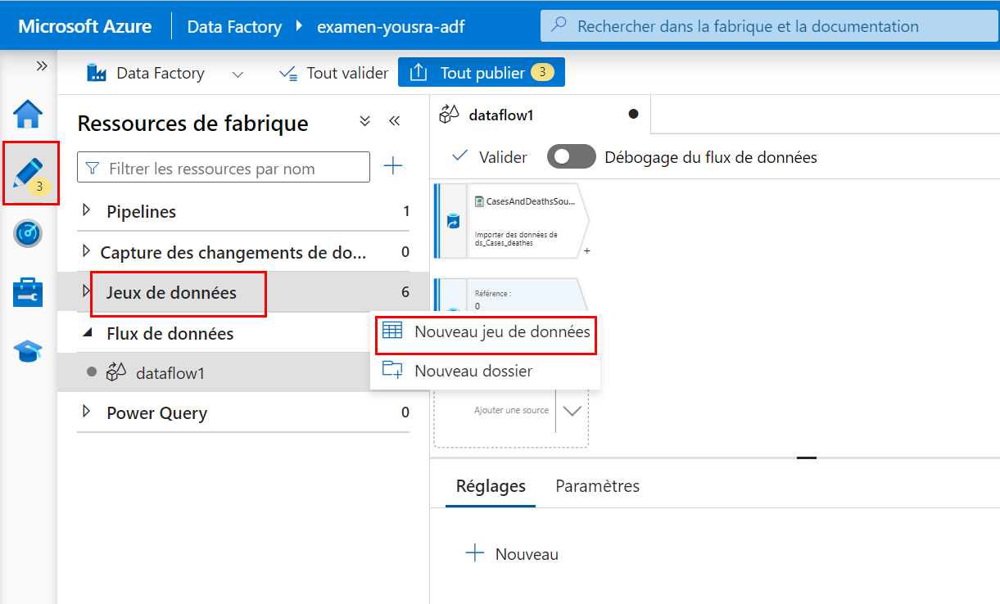 Microsoft Azure
Data Factory
examen-yousra-adf
Rechercher dans la fabrique et la documentation
Data Factory
Tout valider
Tout publier
3
Ressources de fabrique
Filtrer les ressources par nom
3
Pipelines
1
Capture des changements de do...
0
Jeux de données
6
Flux de données
dataflow1
Power Query
0
Nouveau jeu de données
Nouveau dossier
dataflow1
Valider
Débogage du flux de données
CasesAndDeathsSou...
Importer des données de
ds_Cases_deathes
+
Référence :
0
Ajouter une source
Réglages
Paramètres
Nouveau